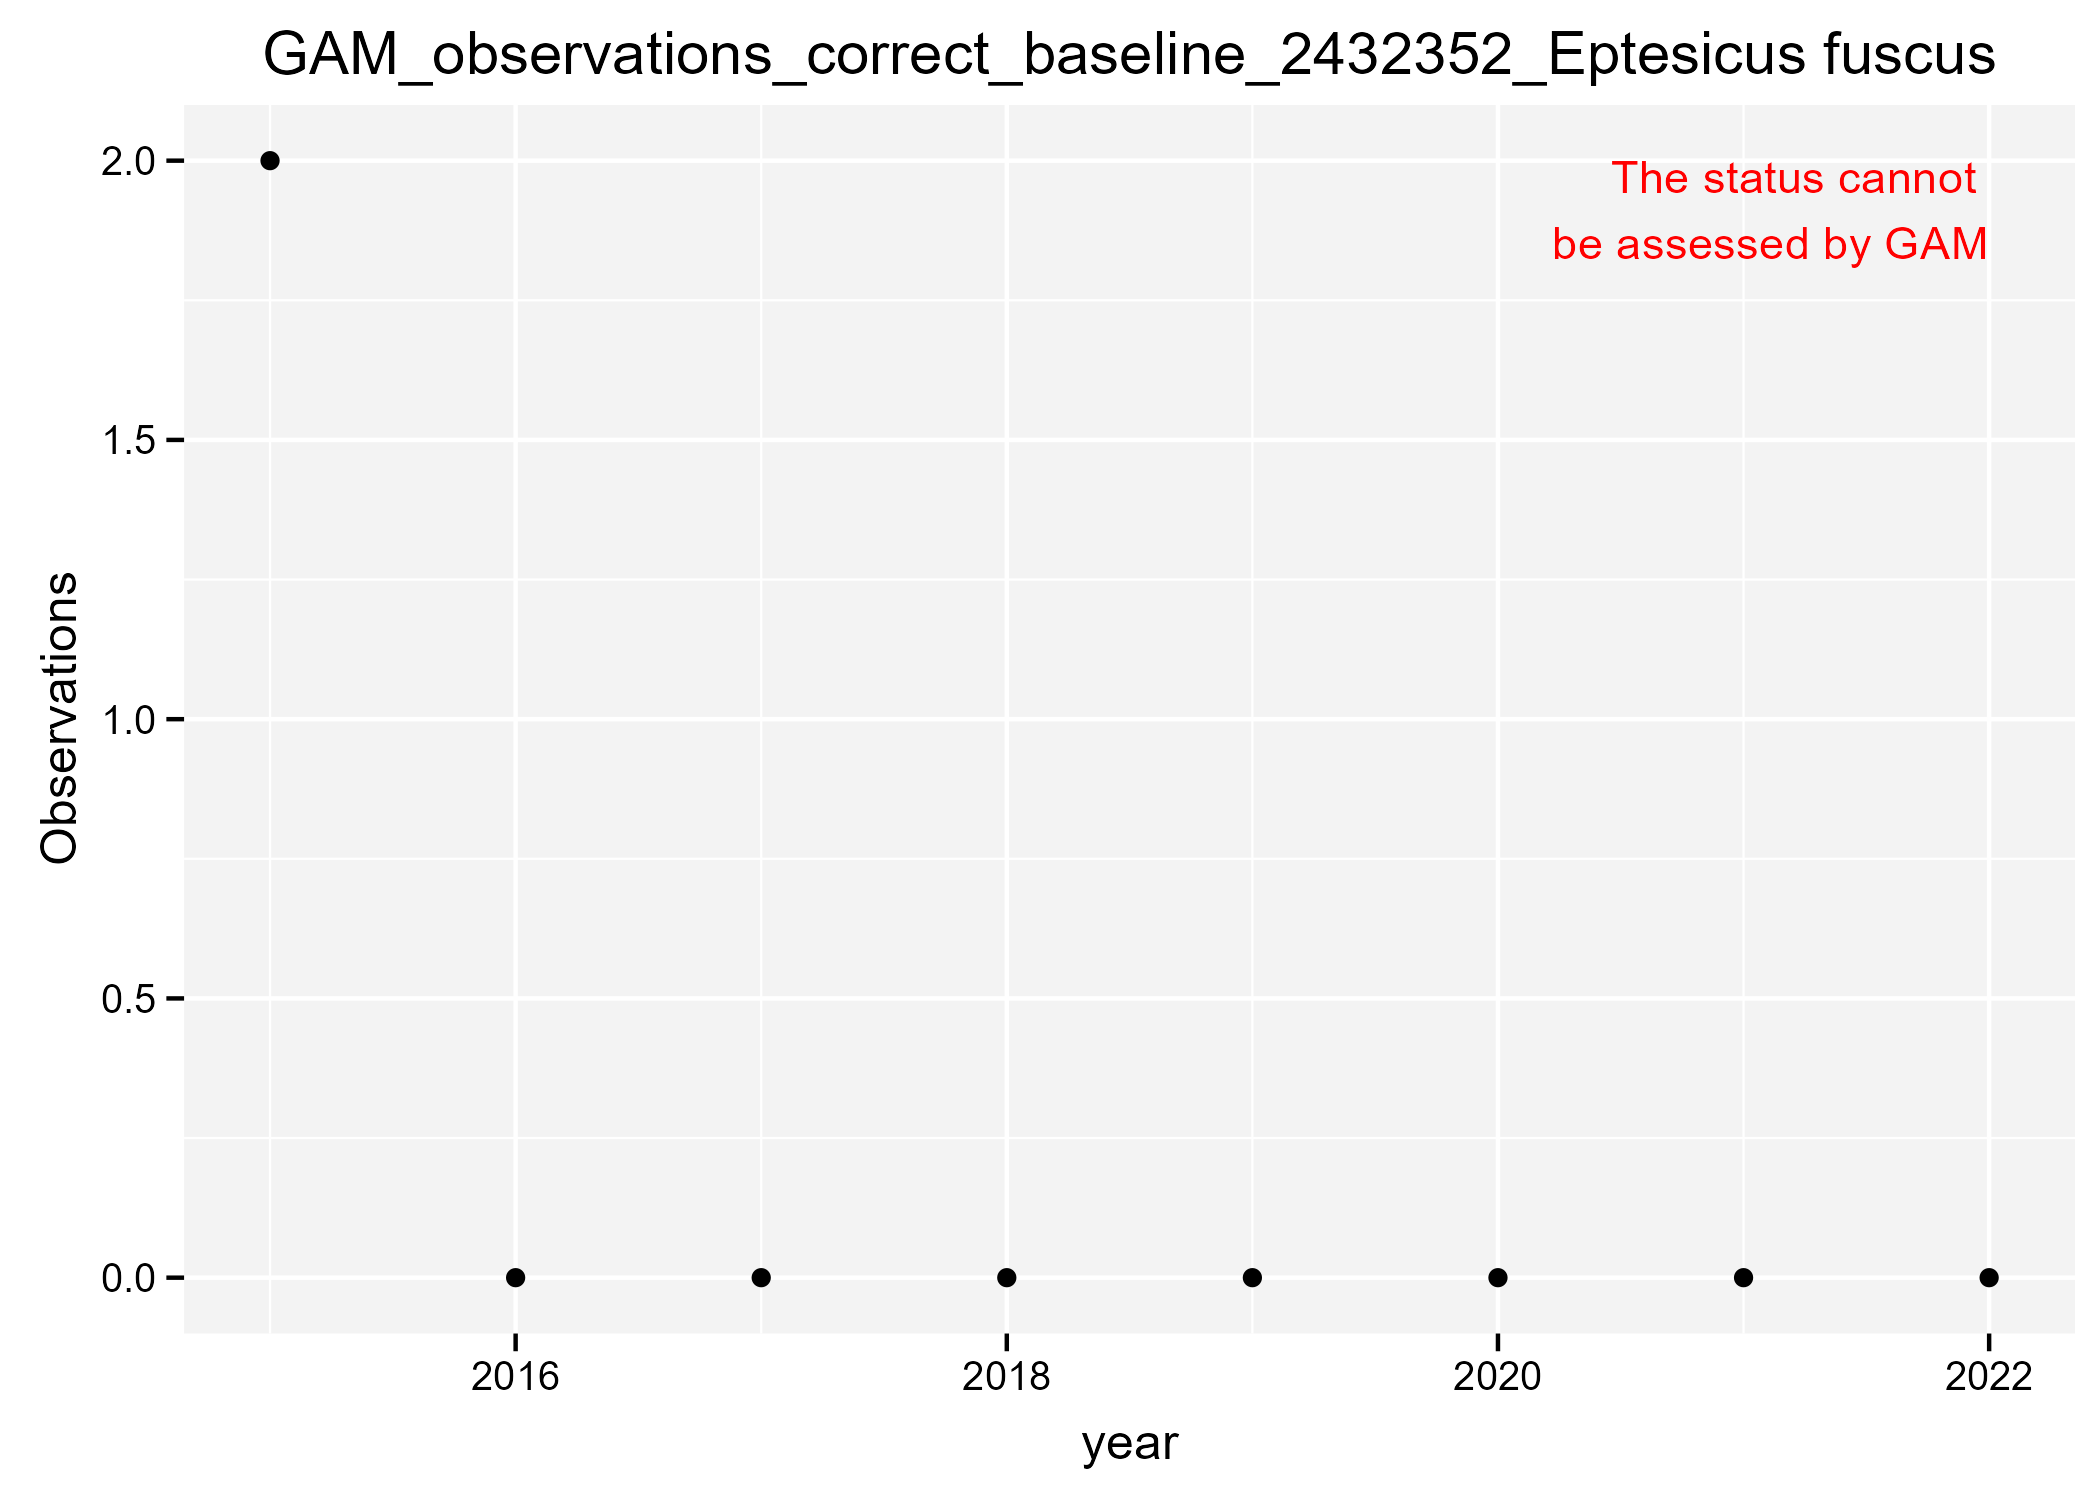 GAM_observations_correct_baseline_2432352_Eptesicus fuscus
The status cannot
be assessed by GAM
2.0
1.5
1.0
0.5
0.0
Observations
2016
2018
2020
2022
year